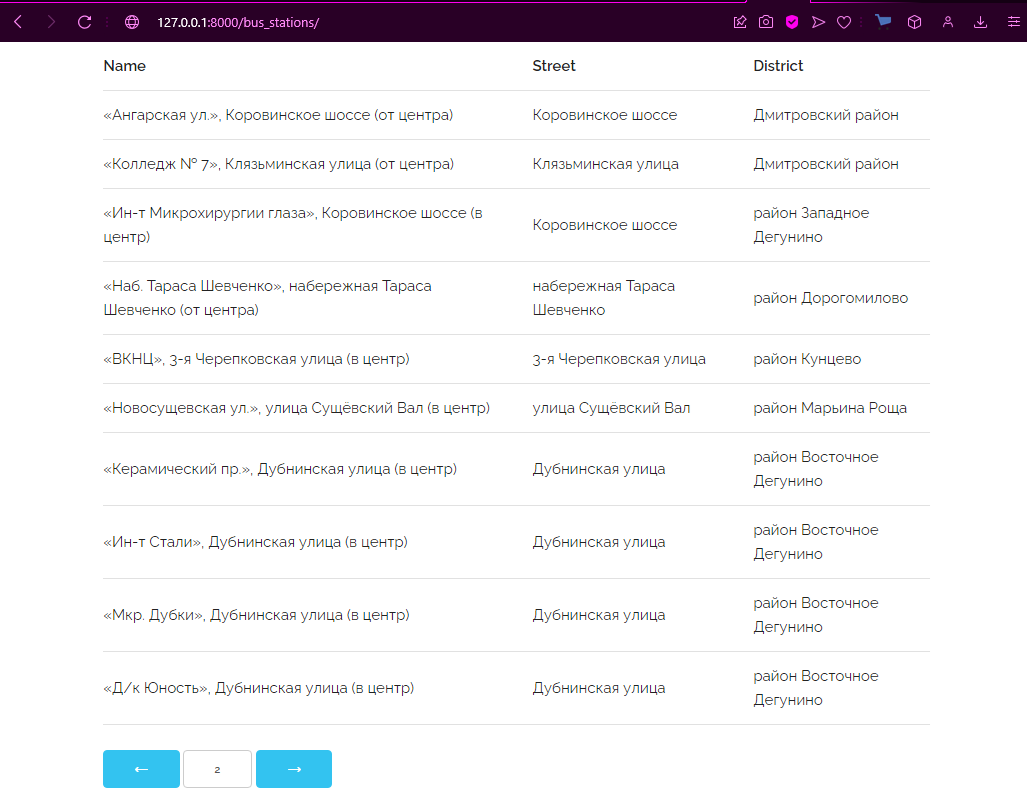 127.0.0.1:8000/bus_stations/
Name Street District
«Ангарская ул.», Коровинское шоссе (от центра) Коровинское шоссе Дмитровский район
«Колледж № 7», Клязьминская улица (от центра) Клязьминская улица Дмитровский район
«Ин-т Микрохирургии глаза», Коровинское шоссе (в
центр)
Коровинское шоссе
район Западное
Дегунино
«Наб. Тараса Шевченко», набережная Тараса
Шевченко (от центра)
набережная Тараса
Шевченко
район Дорогомилово
«ВКНЦ», 3-я Черепковская улица (в центр) 3-я Черепковская улица район Кунцево
«Новосущевская ул.», улица Сущёвский Вал (в центр) улица Сущёвский Вал район Марьина Роща
«Керамический пр.», Дубнинская улица (в центр) Дубнинская улица
район Восточное
Дегунино
«Ин-т Стали», Дубнинская улица (в центр) Дубнинская улица
район Восточное
Дегунино
«Мкр. Дубки», Дубнинская улица (в центр) Дубнинская улица
район Восточное
Дегунино
«Д/к Юность», Дубнинская улица (в центр) Дубнинская улица
район Восточное
Дегунино
← 2 →